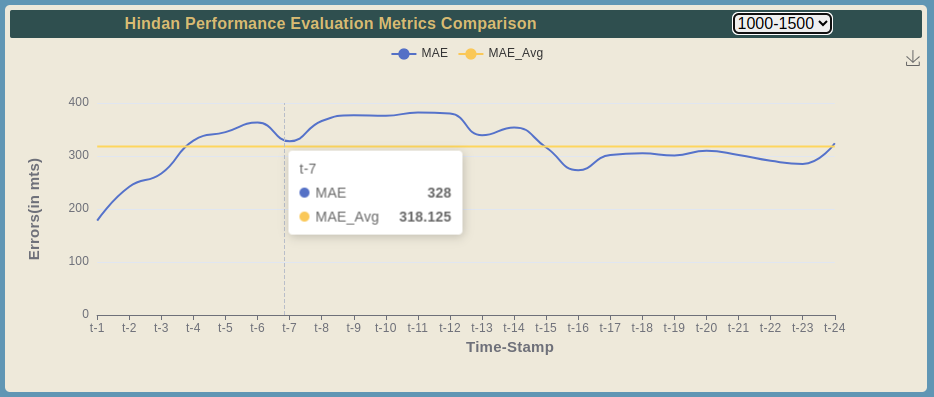 Hindan Performance Evaluation Metrics Comparison 1000-1500
MAE MAE_Avg
Errors(in mts)
400
300
200
100
0
t-7
MAE 328
MAE_Avg 318.125
t-1 t-2 t-3 t-4 t-5 t-6 t-7 t-8 t-9 t-10 t-11 t-12 t-13 t-14 t-15 t-16 t-17 t-18 t-19 t-20 t-21 t-22 t-23 t-24
Time-Stamp